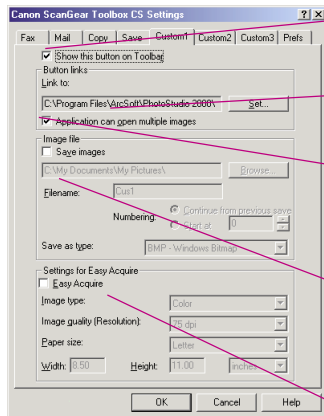 Canon ScanGear Toolbox CS Settings
Fax Mail Copy Save Custom1 Custom2 Custom3 Prefs
Show this button on Toolbar
Button links
Link to:
C:\Program Files\ArcSoft\PhotoStudio 2000\ Set...
Application can open multiple images
Image file
Save images
C:\My Documents\My Pictures\ Browse...
Filename: Cus1
Numbering: Continue from previous save
Start at 0
Save as type: BMP - Windows Bitmap
Settings for Easy Acquire
Easy Acquire
Image type: Color
Image quality (Resolution): 75 dpi
Paper size: Letter
Width: 8.50 Height: 11.00 inches
OK Cancel Help